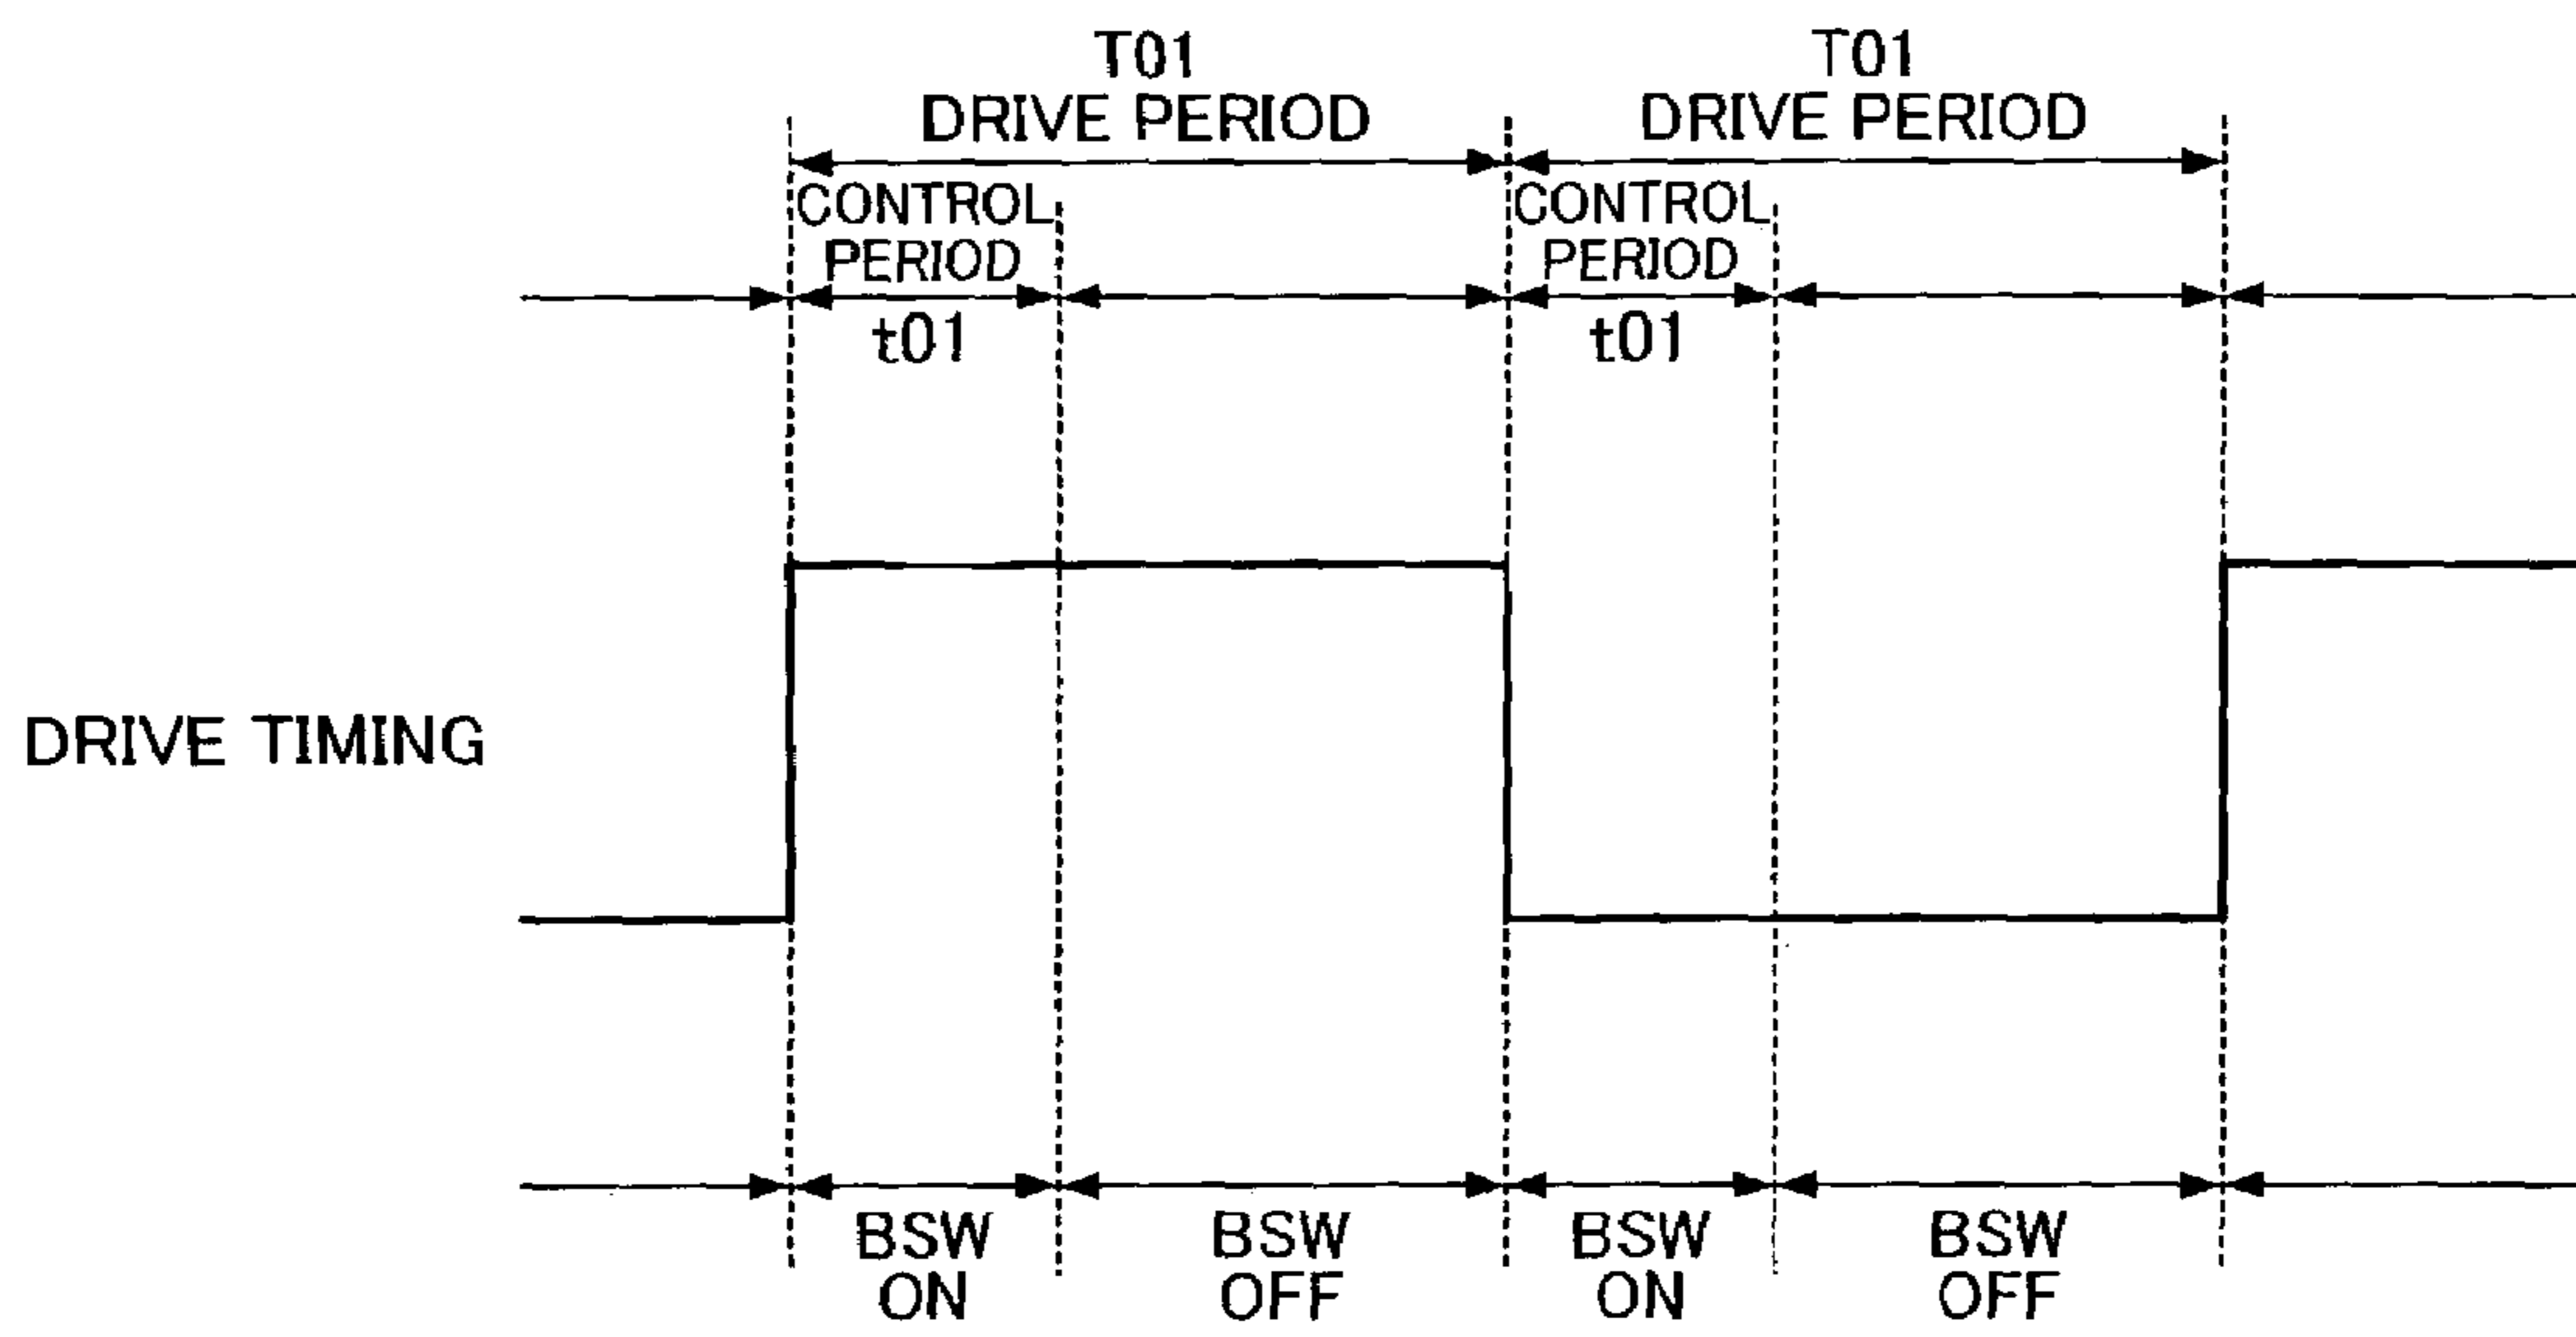 T01
DRIVE PERIOD
T01
DRIVE PERIOD
CONTROL
PERIOD
t01
CONTROL
PERIOD
t01
DRIVE TIMING
BSW
ON
BSW
OFF
BSW
ON
BSW
OFF